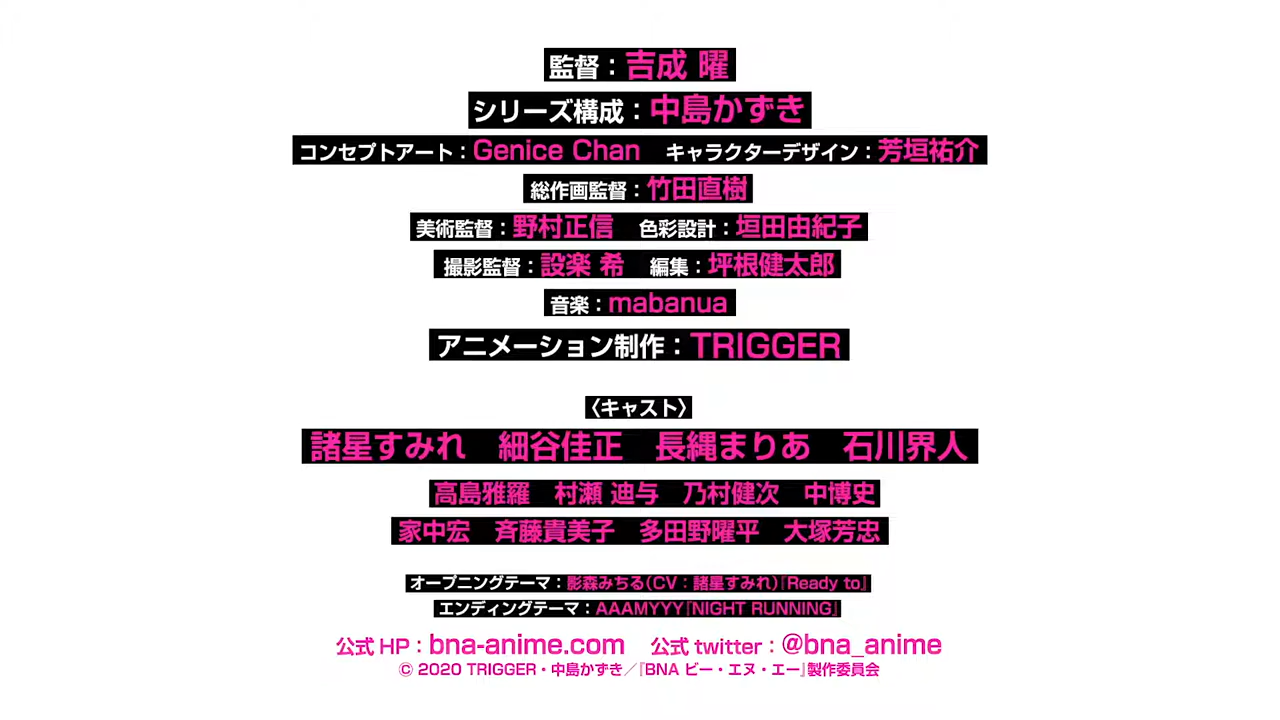 監督：吉成 曜
シリーズ構成：中島かずき
コンセプトアート：Genice Chan　キャラクターデザイン：芳垣祐介
総作画監督：竹田直樹
美術監督：野村正信　色彩設計：垣田由紀子
撮影監督：設楽 希　編集：坪根健太郎
音楽：mabanua
アニメーション制作：TRIGGER
〈キャスト〉
諸星すみれ　細谷佳正　長縄まりあ　石川界人
高島雅羅　村瀬 迪与　乃村健次　中博史
家中宏　斉藤貴美子　多田野曜平　大塚芳忠
オープニングテーマ：影森みちる（CV：諸星すみれ）『Ready to』
エンディングテーマ：AAAMYYY『NIGHT RUNNING』
公式 HP：bna-anime.com　公式 twitter：@bna_anime
© 2020 TRIGGER・中島かずき／『BNA ビー・エヌ・エー』製作委員会